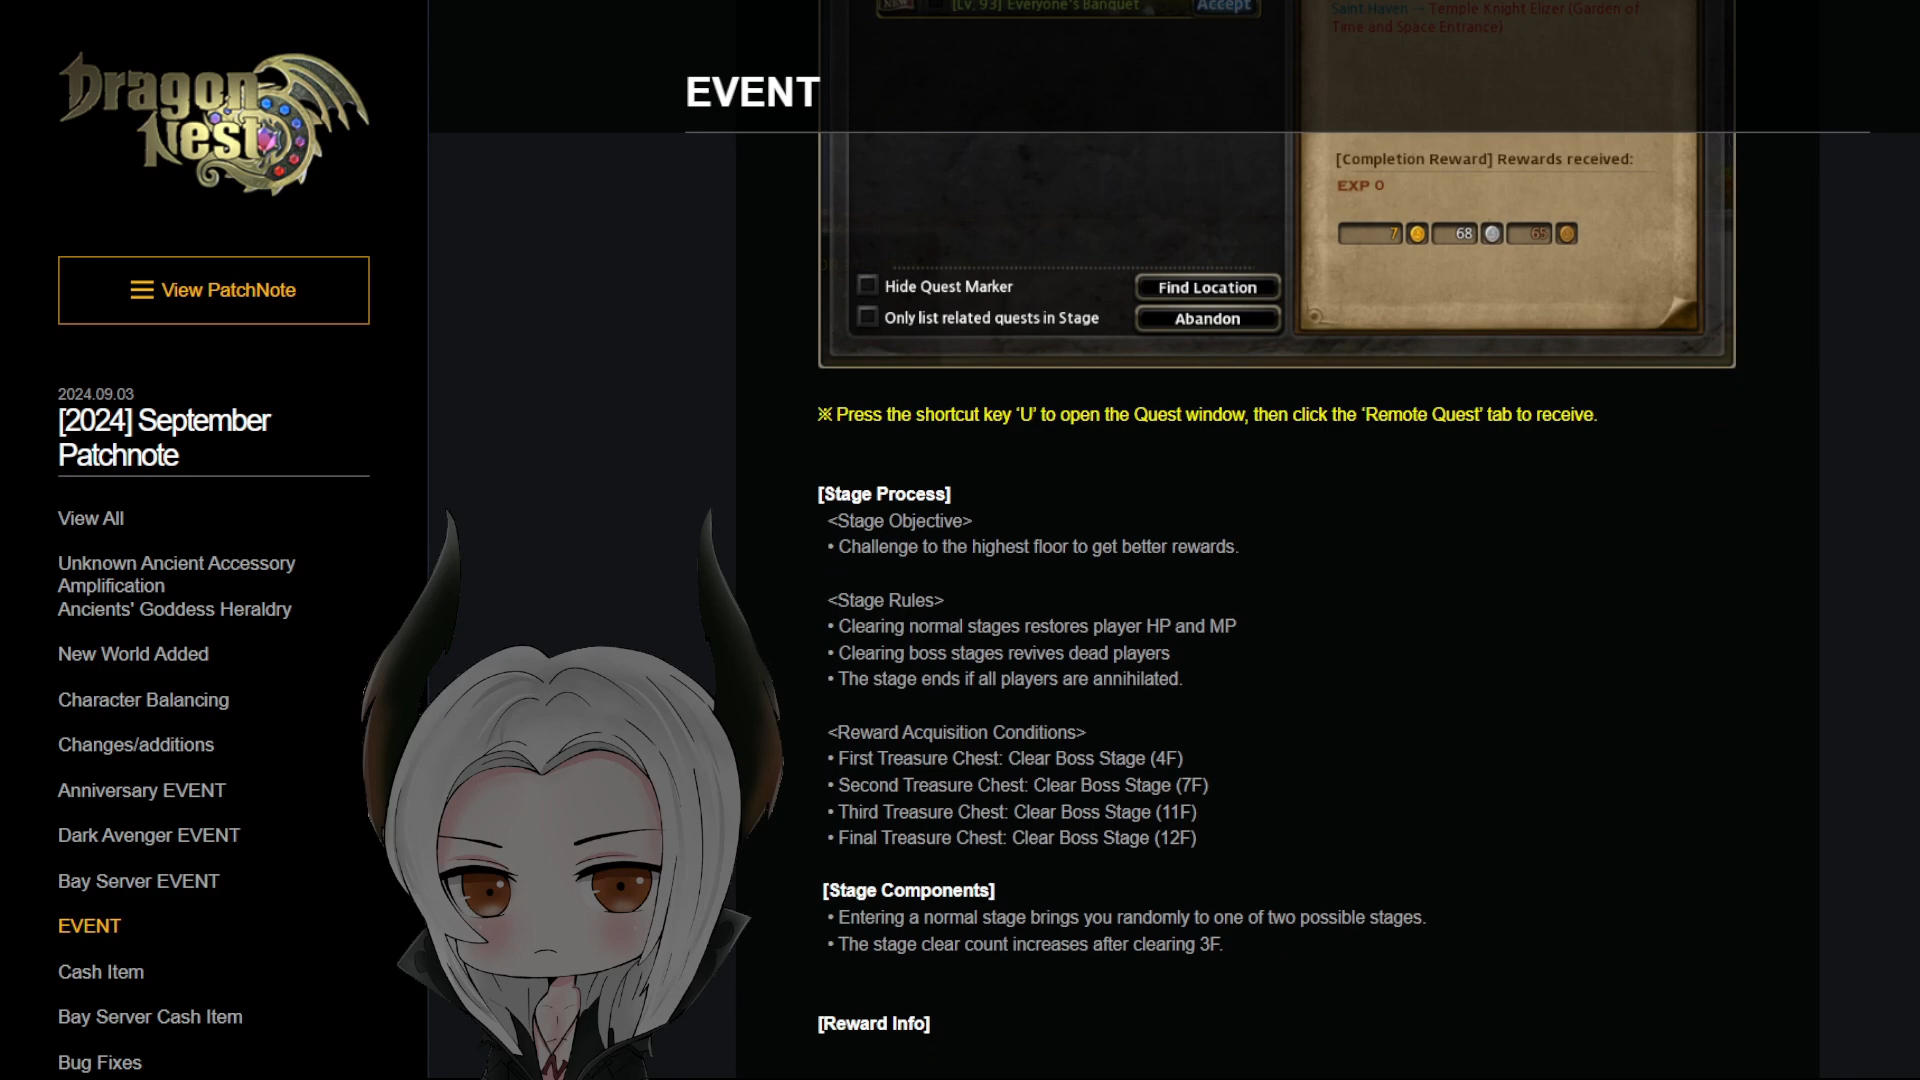 Dragon
Nest
View PatchNote
2024.09.03
[2024] September
Patchnote
View All
Unknown Ancient Accessory
Amplification
Ancients' Goddess Heraldry
New World Added
Character Balancing
Changes/additions
Anniversary EVENT
Dark Avenger EVENT
Bay Server EVENT
EVENT
Cash Item
Bay Server Cash Item
Bug Fixes
EVENT
NEW [Lv. 93] Everyone's Banquet Accept
Saint Haven → Temple Knight Elizer (Garden of
Time and Space Entrance)
[Completion Reward] Rewards received:
EXP 0
7 68 65
Hide Quest Marker
Find Location
Only list related quests in Stage
Abandon
※ Press the shortcut key ‘U’ to open the Quest window, then click the ‘Remote Quest’ tab to receive.
[Stage Process]
<Stage Objective>
• Challenge to the highest floor to get better rewards.
<Stage Rules>
• Clearing normal stages restores player HP and MP
• Clearing boss stages revives dead players
• The stage ends if all players are annihilated.
<Reward Acquisition Conditions>
• First Treasure Chest: Clear Boss Stage (4F)
• Second Treasure Chest: Clear Boss Stage (7F)
• Third Treasure Chest: Clear Boss Stage (11F)
• Final Treasure Chest: Clear Boss Stage (12F)
[Stage Components]
• Entering a normal stage brings you randomly to one of two possible stages.
• The stage clear count increases after clearing 3F.
[Reward Info]